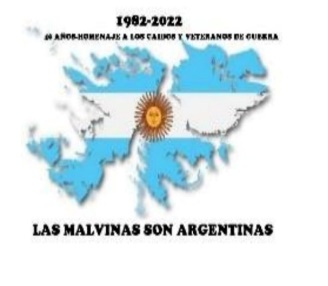 1982-2022
40 AÑOS-HOMENAJE A LOS CAIDOS Y VETERANOS DE GUERRA
LAS MALVINAS SON ARGENTINAS